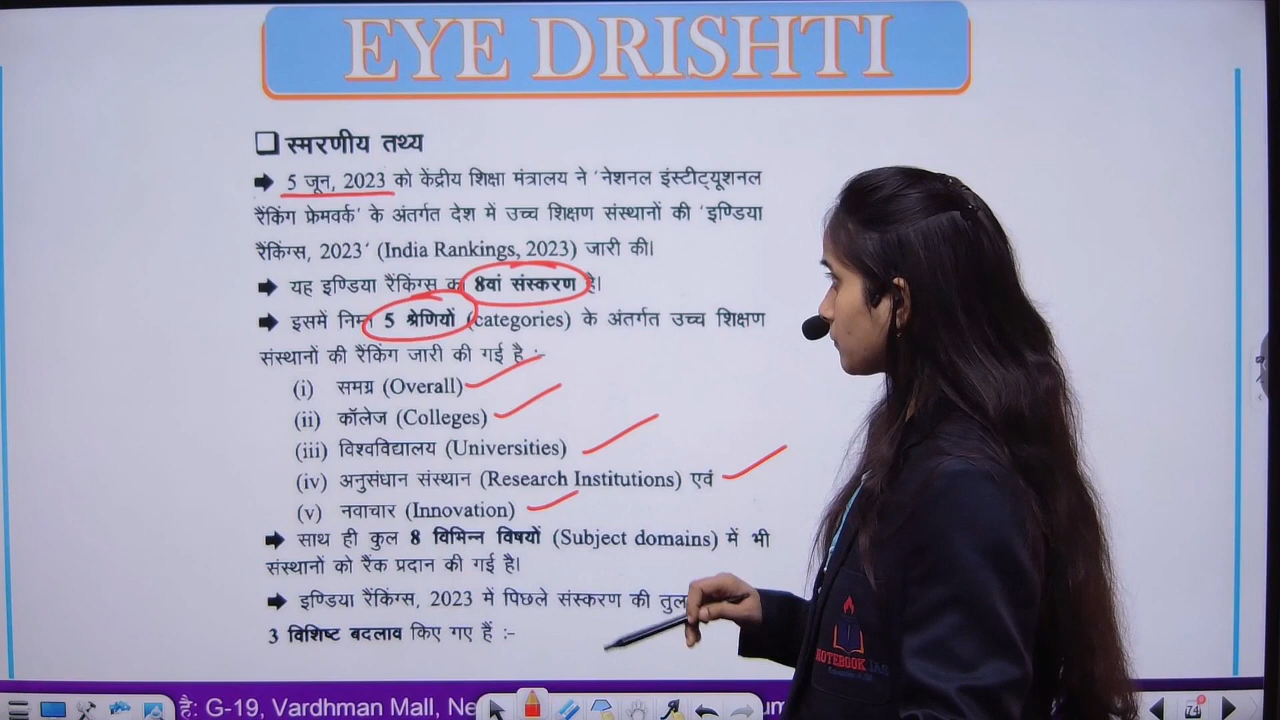 EYE DRISHTI
❑ स्मरणीय तथ्य
➡ 5 जून, 2023 को केंद्रीय शिक्षा मंत्रालय ने 'नेशनल इंस्टीट्यूशनल
रैंकिंग फ्रेमवर्क' के अंतर्गत देश में उच्च शिक्षण संस्थानों की 'इण्डिया
रैंकिंग्स, 2023' (India Rankings, 2023) जारी की।
➡ यह इण्डिया रैंकिंग्स का 8वां संस्करण है।
➡ इसमें निम्न 5 श्रेणियों (categories) के अंतर्गत उच्च शिक्षण
संस्थानों की रैंकिंग जारी की गई है :-
(i) समग्र (Overall)
(ii) कॉलेज (Colleges)
(iii) विश्वविद्यालय (Universities)
(iv) अनुसंधान संस्थान (Research Institutions) एवं
(v) नवाचार (Innovation)
➡ साथ ही कुल 8 विभिन्न विषयों (Subject domains) में भी
संस्थानों को रैंक प्रदान की गई है।
➡ इण्डिया रैंकिंग्स, 2023 में पिछले संस्करण की
3 विशिष्ट बदलाव किए गए हैं :-
NOTEBOOK IAS
है: G-19, Vardhman Mall,
74